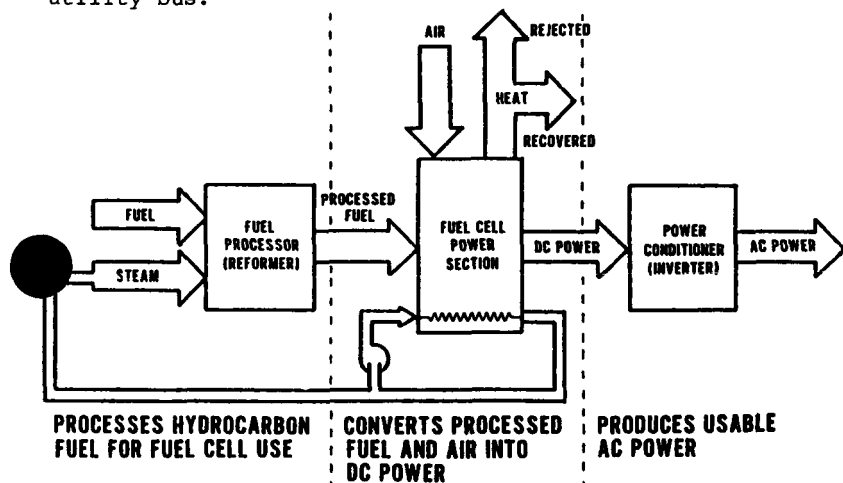 utility bus.
AIR
REJECTED
HEAT
RECOVERED
FUEL
STEAM
FUEL
PROCESSOR
(REFORMER)
PROCESSED
FUEL
FUEL CELL
POWER
SECTION
DC POWER
POWER
CONDITIONER
(INVERTER)
AC POWER
PROCESSES HYDROCARBON
FUEL FOR FUEL CELL USE
CONVERTS PROCESSED
FUEL AND AIR INTO
DC POWER
PRODUCES USABLE
AC POWER